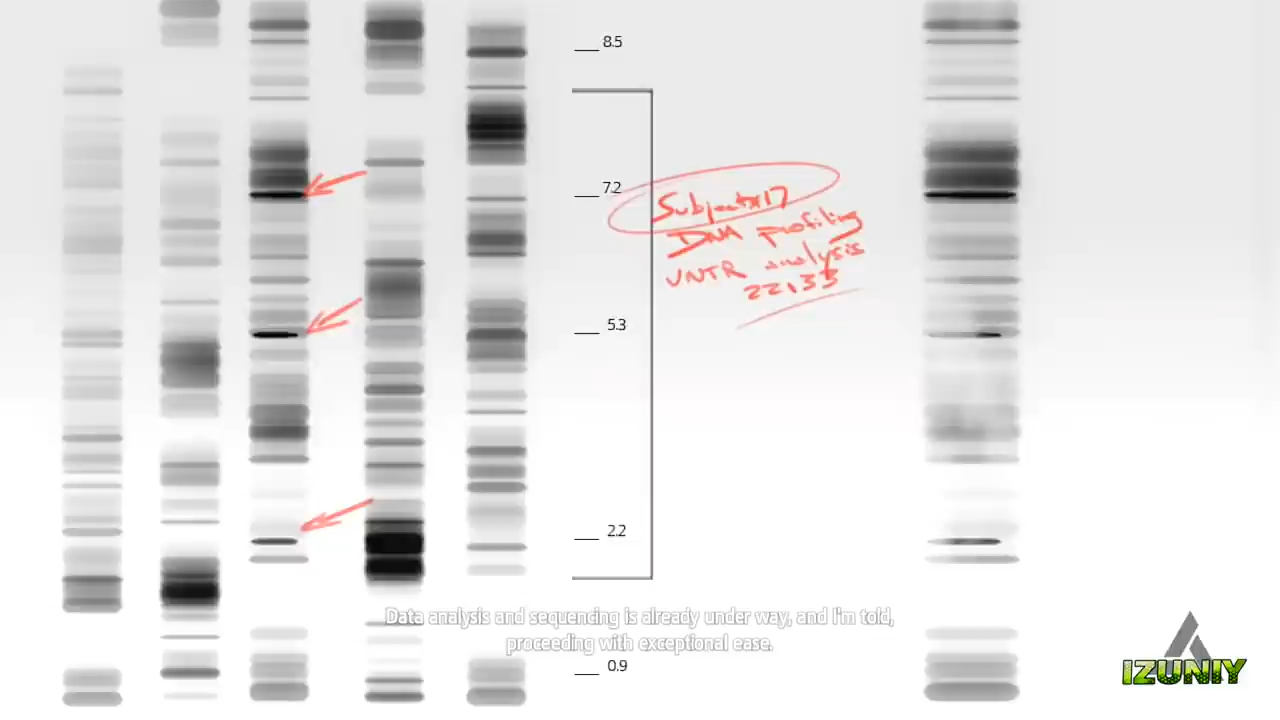 8.5
7.2
Subject 17
DNA profiling
VNTR analysis
22133
5.3
2.2
Data analysis and sequencing is already under way, and I'm told,
proceeding with exceptional ease.
0.9
IZUNIY